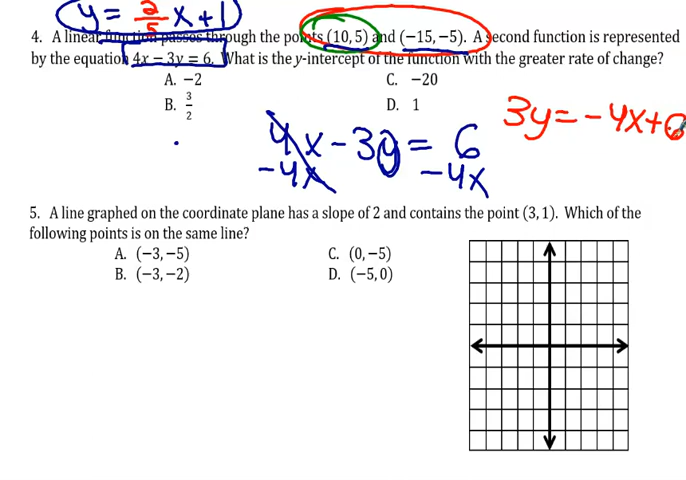 y = 2/5 x + 1
4. A linear function passes through the points (10, 5) and (−15, −5). A second function is represented
by the equation 4x − 3y = 6. What is the y-intercept of the function with the greater rate of change?
A. −2
C. −20
B. 3/2
D. 1
3y = −4x + 6
4x − 3y = 6
−4x −4x
5. A line graphed on the coordinate plane has a slope of 2 and contains the point (3, 1). Which of the
following points is on the same line?
A. (−3, −5)
C. (0, −5)
B. (−3, −2)
D. (−5, 0)